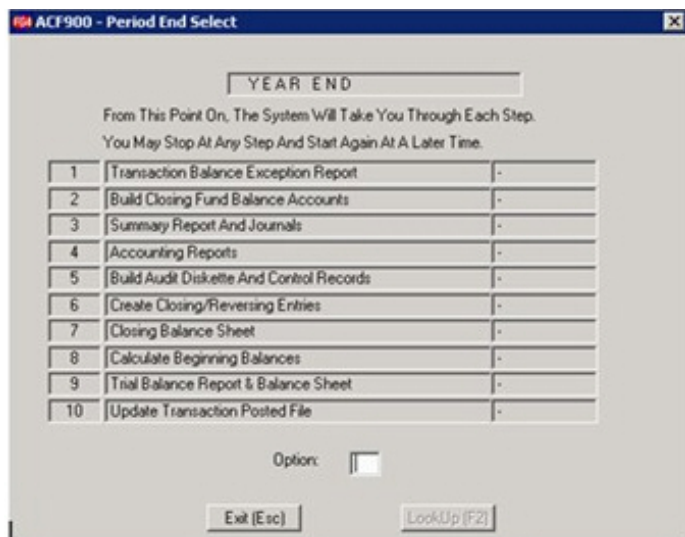 ACF900 - Period End Select
YEAR END
From This Point On, The System Will Take You Through Each Step.
You May Stop At Any Step And Start Again At A Later Time.
1 Transaction Balance Exception Report -
2 Build Closing Fund Balance Accounts -
3 Summary Report And Journals -
4 Accounting Reports -
5 Build Audit Diskette And Control Records -
6 Create Closing/Reversing Entries -
7 Closing Balance Sheet -
8 Calculate Beginning Balances -
9 Trial Balance Report & Balance Sheet -
10 Update Transaction Posted File -
Option:
Exit (Esc) LookUp (F2)